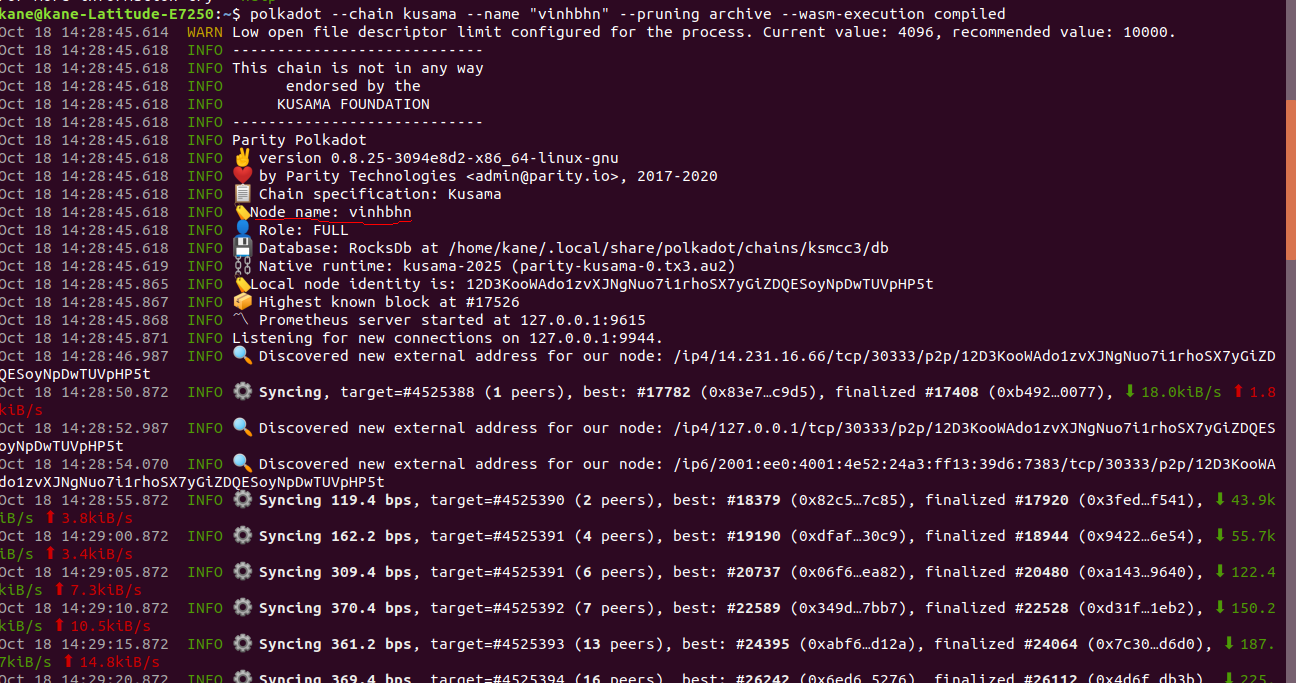 kane@kane-Latitude-E7250:~$ polkadot --chain kusama --name "vinhbhn" --pruning archive --wasm-execution compiled
Oct 18 14:28:45.614 WARN Low open file descriptor limit configured for the process. Current value: 4096, recommended value: 10000.
Oct 18 14:28:45.618 INFO ----------------------------
Oct 18 14:28:45.618 INFO This chain is not in any way
Oct 18 14:28:45.618 INFO endorsed by the
Oct 18 14:28:45.618 INFO KUSAMA FOUNDATION
Oct 18 14:28:45.618 INFO ----------------------------
Oct 18 14:28:45.618 INFO Parity Polkadot
Oct 18 14:28:45.618 INFO ✌️ version 0.8.25-3094e8d2-x86_64-linux-gnu
Oct 18 14:28:45.618 INFO ❤️ by Parity Technologies <admin@parity.io>, 2017-2020
Oct 18 14:28:45.618 INFO 📋 Chain specification: Kusama
Oct 18 14:28:45.618 INFO 🏷 Node name: vinhbhn
Oct 18 14:28:45.618 INFO 👤 Role: FULL
Oct 18 14:28:45.618 INFO 💾 Database: RocksDb at /home/kane/.local/share/polkadot/chains/ksmcc3/db
Oct 18 14:28:45.619 INFO ⛓ Native runtime: kusama-2025 (parity-kusama-0.tx3.au2)
Oct 18 14:28:45.865 INFO 🏷 Local node identity is: 12D3KooWAdo1zvXJNgNuo7i1rhoSX7yGiZDQESoyNpDwTUVpHP5t
Oct 18 14:28:45.867 INFO 📦 Highest known block at #17526
Oct 18 14:28:45.868 INFO 〽️ Prometheus server started at 127.0.0.1:9615
Oct 18 14:28:45.871 INFO Listening for new connections on 127.0.0.1:9944.
Oct 18 14:28:46.987 INFO 🔍 Discovered new external address for our node: /ip4/14.231.16.66/tcp/30333/p2p/12D3KooWAdo1zvXJNgNuo7i1rhoSX7yGiZD
QESoyNpDwTUVpHP5t
Oct 18 14:28:50.872 INFO ⚙️ Syncing, target=#4525388 (1 peers), best: #17782 (0x83e7…c9d5), finalized #17408 (0xb492…0077), ⬇ 18.0kiB/s ⬆ 1.8
kiB/s
Oct 18 14:28:52.987 INFO 🔍 Discovered new external address for our node: /ip4/127.0.0.1/tcp/30333/p2p/12D3KooWAdo1zvXJNgNuo7i1rhoSX7yGiZDQES
oyNpDwTUVpHP5t
Oct 18 14:28:54.070 INFO 🔍 Discovered new external address for our node: /ip6/2001:ee0:4001:4e52:24a3:ff13:39d6:7383/tcp/30333/p2p/12D3KooWA
do1zvXJNgNuo7i1rhoSX7yGiZDQESoyNpDwTUVpHP5t
Oct 18 14:28:55.872 INFO ⚙️ Syncing 119.4 bps, target=#4525390 (2 peers), best: #18379 (0x82c5…7c85), finalized #17920 (0x3fed…f541), ⬇ 43.9k
iB/s ⬆ 3.8kiB/s
Oct 18 14:29:00.872 INFO ⚙️ Syncing 162.2 bps, target=#4525391 (4 peers), best: #19190 (0xdfaf…30c9), finalized #18944 (0x9422…6e54), ⬇ 55.7k
iB/s ⬆ 3.4kiB/s
Oct 18 14:29:05.872 INFO ⚙️ Syncing 309.4 bps, target=#4525391 (6 peers), best: #20737 (0x06f6…ea82), finalized #20480 (0xa143…9640), ⬇ 122.4
kiB/s ⬆ 7.3kiB/s
Oct 18 14:29:10.872 INFO ⚙️ Syncing 370.4 bps, target=#4525392 (7 peers), best: #22589 (0x349d…7bb7), finalized #22528 (0xd31f…1eb2), ⬇ 150.2
kiB/s ⬆ 10.5kiB/s
Oct 18 14:29:15.872 INFO ⚙️ Syncing 361.2 bps, target=#4525393 (13 peers), best: #24395 (0xabf6…d12a), finalized #24064 (0x7c30…d6d0), ⬇ 187.
7kiB/s ⬆ 14.8kiB/s
Oct 18 14:29:20.872 INFO ⚙️ Syncing 369.4 bps, target=#4525394 (16 peers), best: #26242 (0x6ed6…5276), finalized #26112 (0x4d6f…db3b), ⬇ 225.